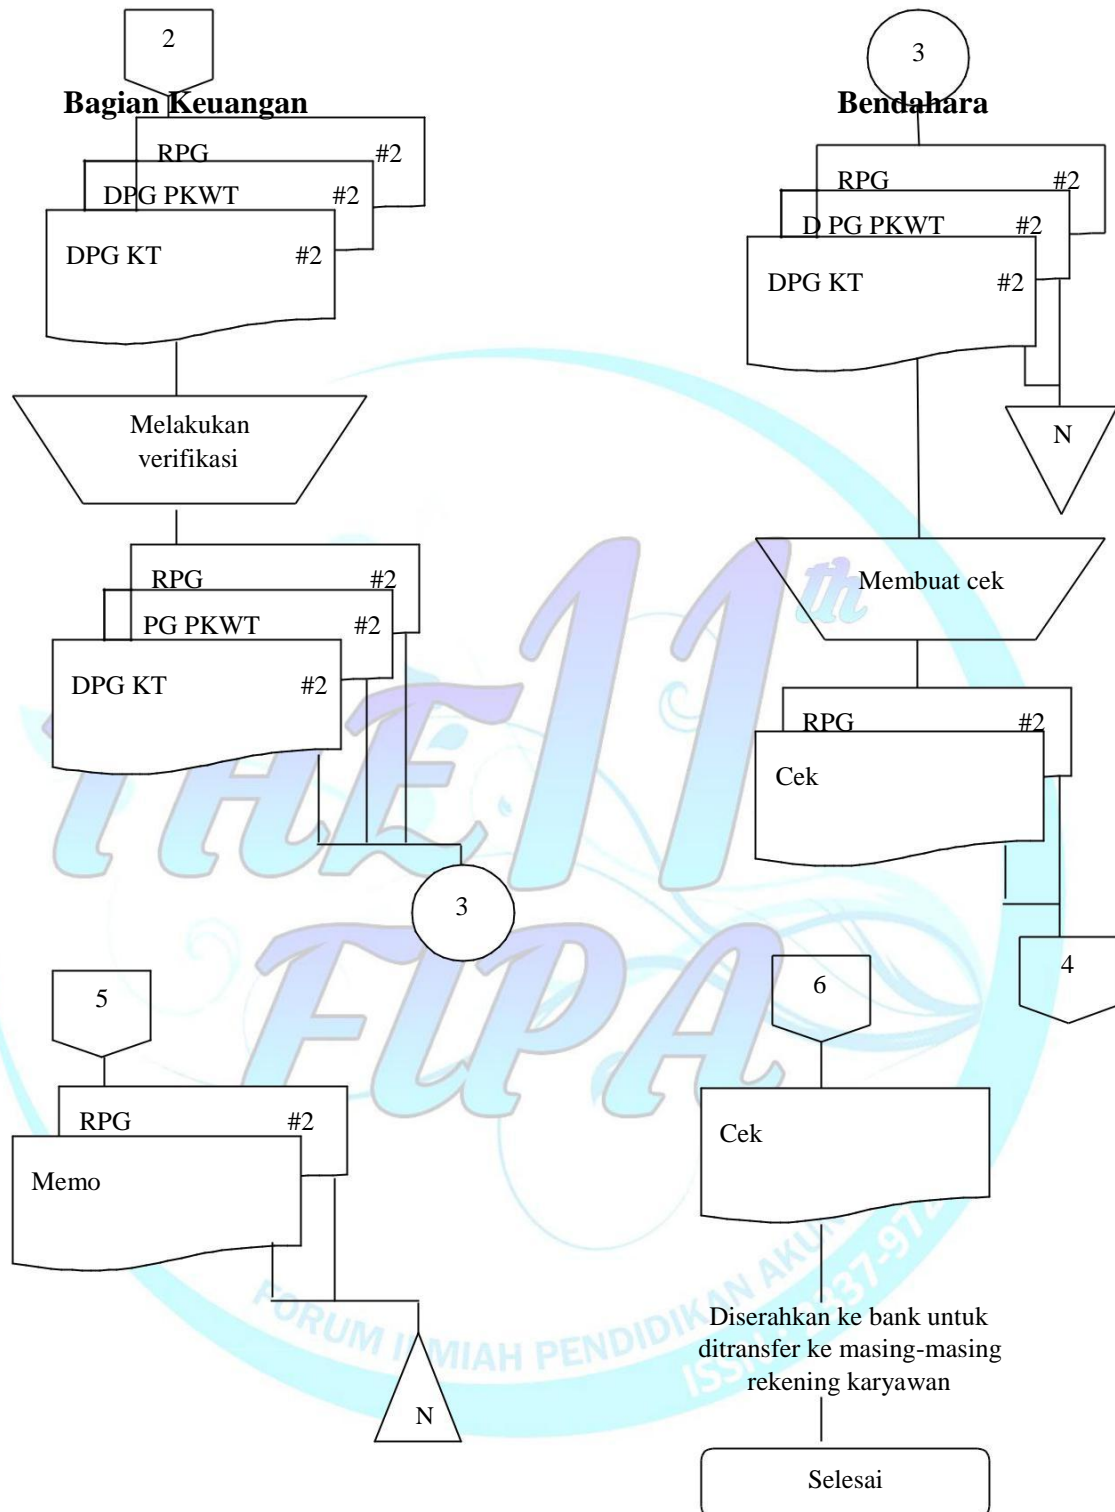 2
Bagian Keuangan
RPG #2
DPG PKWT #2
DPG KT #2
Melakukan
verifikasi
RPG #2
PG PKWT #2
DPG KT #2
3
5
RPG #2
Memo
N
3
Bendahara
RPG #2
D PG PKWT #2
DPG KT #2
N
Membuat cek
RPG #2
Cek
4
6
Cek
Diserahkan ke bank untuk
ditransfer ke masing-masing
rekening karyawan
Selesai
THE 11th
FIPA
FORUM ILMIAH PENDIDIKAN